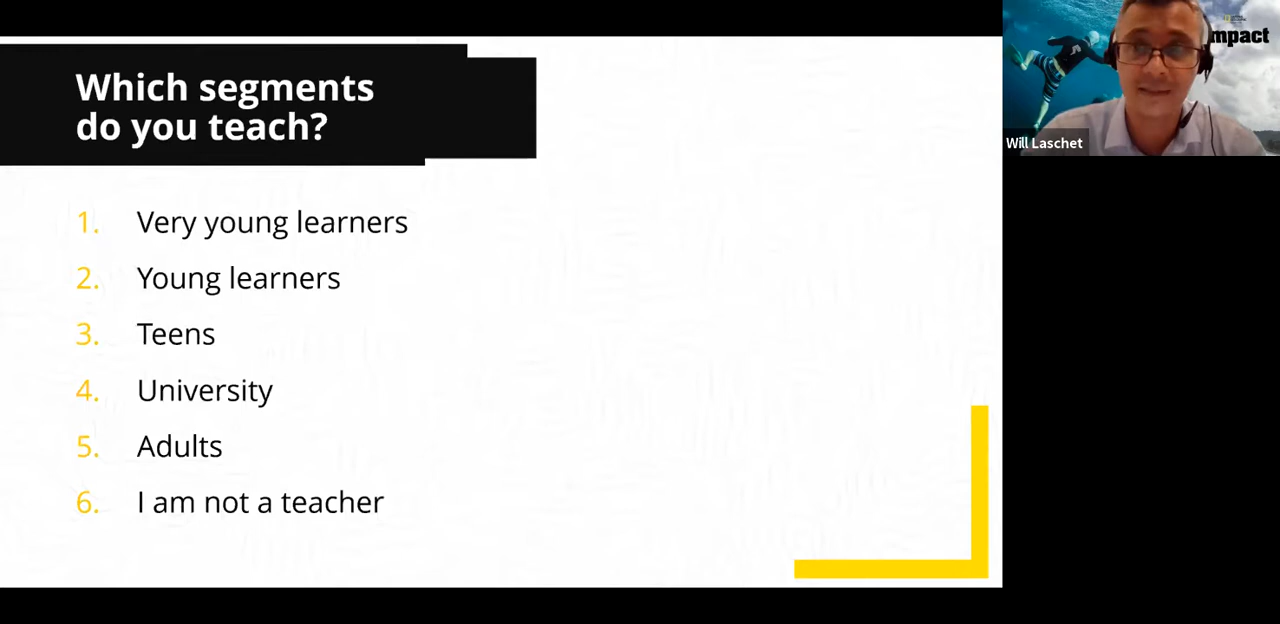 Which segments
do you teach?
1. Very young learners
2. Young learners
3. Teens
4. University
5. Adults
6. I am not a teacher
mpact
Will Laschet